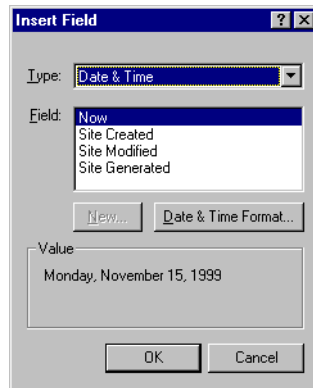 Insert Field
Type: Date & Time
Field: Now
Site Created
Site Modified
Site Generated
New... Date & Time Format...
Value
Monday, November 15, 1999
OK Cancel